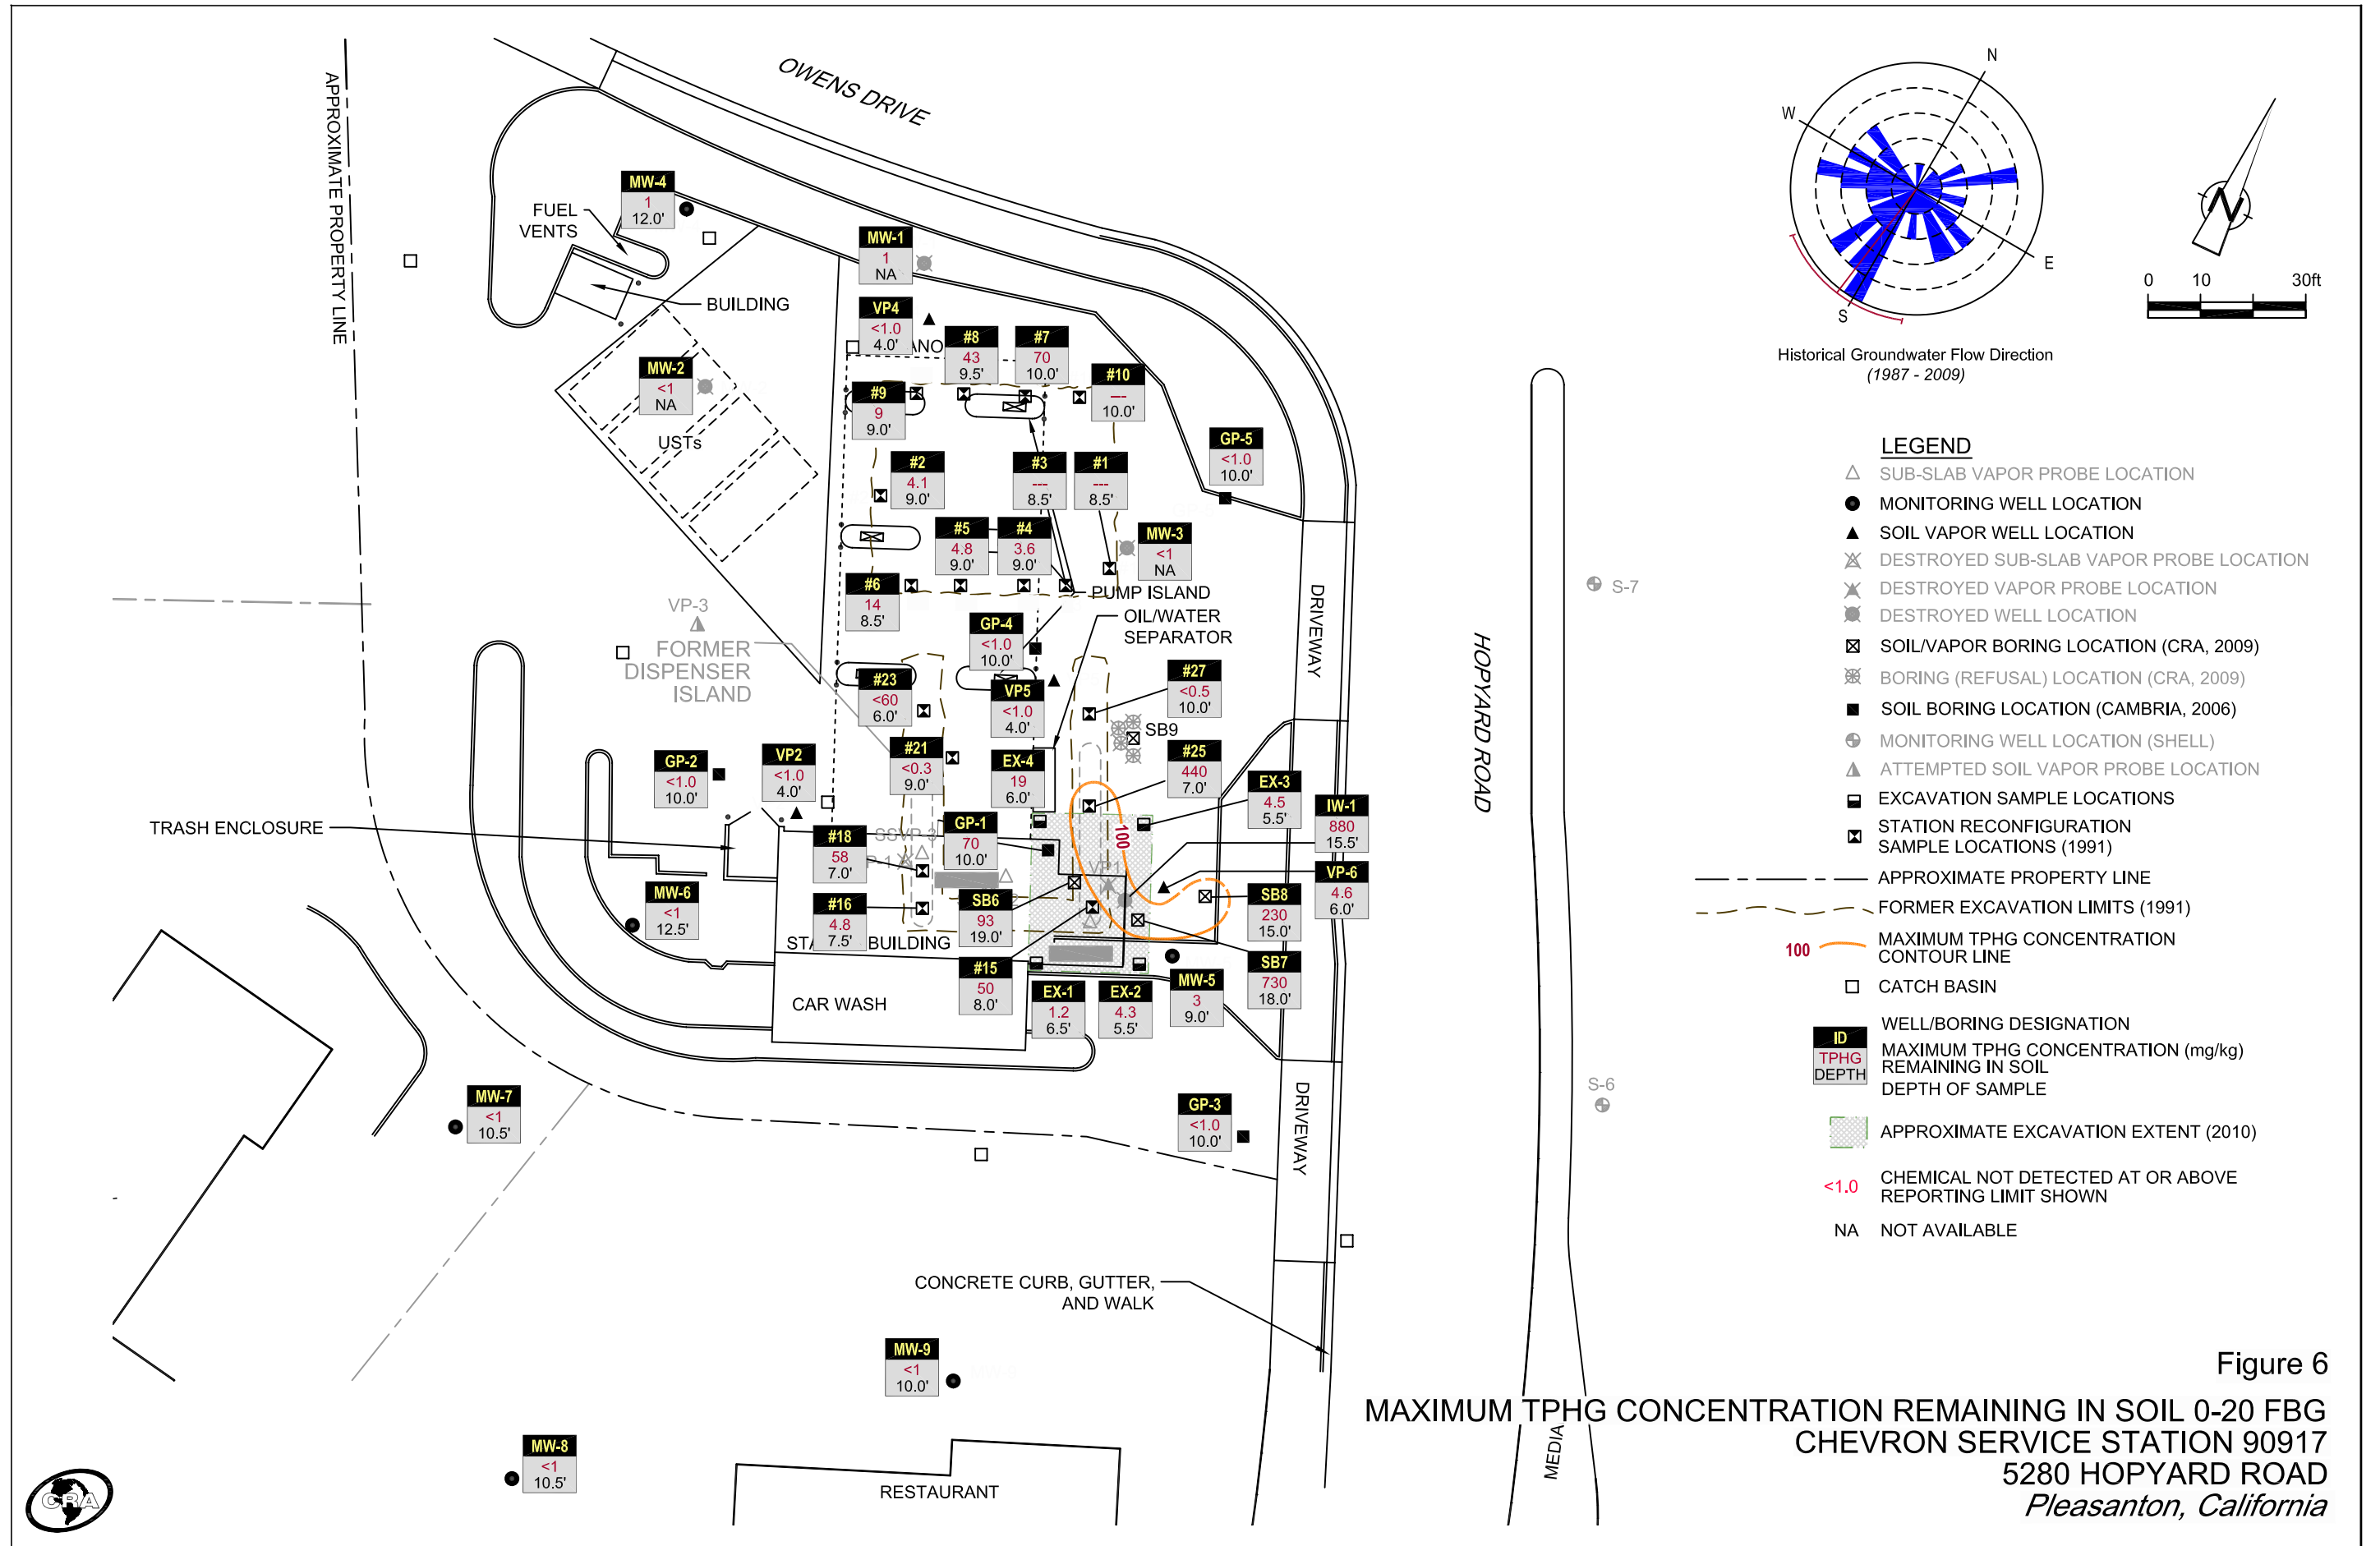 OWENS DRIVE
APPROXIMATE PROPERTY LINE
MW-4
1
12.0'
FUEL
VENTS
MW-1
1
NA
BUILDING
VP4
<1.0
4.0'
#8
43
9.5'
#7
70
10.0'
#10
---
10.0'
MW-2
<1
NA
USTs
#9
9
9.0'
GP-5
<1.0
10.0'
#2
4.1
9.0'
#3
---
8.5'
#1
---
8.5'
#5
4.8
9.0'
#4
3.6
9.0'
MW-3
<1
NA
#6
14
8.5'
PUMP ISLAND
OIL/WATER
SEPARATOR
VP-3
FORMER
DISPENSER
ISLAND
GP-4
<1.0
10.0'
#23
<60
6.0'
VP5
<1.0
4.0'
#27
<0.5
10.0'
SB9
GP-2
<1.0
10.0'
VP2
<1.0
4.0'
#21
<0.3
9.0'
EX-4
19
6.0'
#25
440
7.0'
EX-3
4.5
5.5'
IW-1
880
15.5'
TRASH ENCLOSURE
#18
58
7.0'
SSVP-3
GP-1
70
10.0'
100
VP1
VP-6
4.6
6.0'
MW-6
<1
12.5'
#16
4.8
7.5'
SB6
93
19.0'
SB8
230
15.0'
BUILDING
#15
50
8.0'
SB7
730
18.0'
CAR WASH
EX-1
1.2
6.5'
EX-2
4.3
5.5'
MW-5
3
9.0'
MW-7
<1
10.5'
GP-3
<1.0
10.0'
DRIVEWAY
DRIVEWAY
HOPYARD ROAD
S-7
S-6
CONCRETE CURB, GUTTER,
AND WALK
MW-9
<1
10.0'
MW-8
<1
10.5'
RESTAURANT
MEDIA
CRA
N
W
E
S
Historical Groundwater Flow Direction
(1987 - 2009)
N
0 10 30ft
LEGEND
SUB-SLAB VAPOR PROBE LOCATION
MONITORING WELL LOCATION
SOIL VAPOR WELL LOCATION
DESTROYED SUB-SLAB VAPOR PROBE LOCATION
DESTROYED VAPOR PROBE LOCATION
DESTROYED WELL LOCATION
SOIL/VAPOR BORING LOCATION (CRA, 2009)
BORING (REFUSAL) LOCATION (CRA, 2009)
SOIL BORING LOCATION (CAMBRIA, 2006)
MONITORING WELL LOCATION (SHELL)
ATTEMPTED SOIL VAPOR PROBE LOCATION
EXCAVATION SAMPLE LOCATIONS
STATION RECONFIGURATION
SAMPLE LOCATIONS (1991)
APPROXIMATE PROPERTY LINE
FORMER EXCAVATION LIMITS (1991)
100 MAXIMUM TPHG CONCENTRATION
CONTOUR LINE
CATCH BASIN
ID
TPHG
DEPTH
WELL/BORING DESIGNATION
MAXIMUM TPHG CONCENTRATION (mg/kg)
REMAINING IN SOIL
DEPTH OF SAMPLE
APPROXIMATE EXCAVATION EXTENT (2010)
<1.0 CHEMICAL NOT DETECTED AT OR ABOVE
REPORTING LIMIT SHOWN
NA NOT AVAILABLE
Figure 6
MAXIMUM TPHG CONCENTRATION REMAINING IN SOIL 0-20 FBG
CHEVRON SERVICE STATION 90917
5280 HOPYARD ROAD
Pleasanton, California